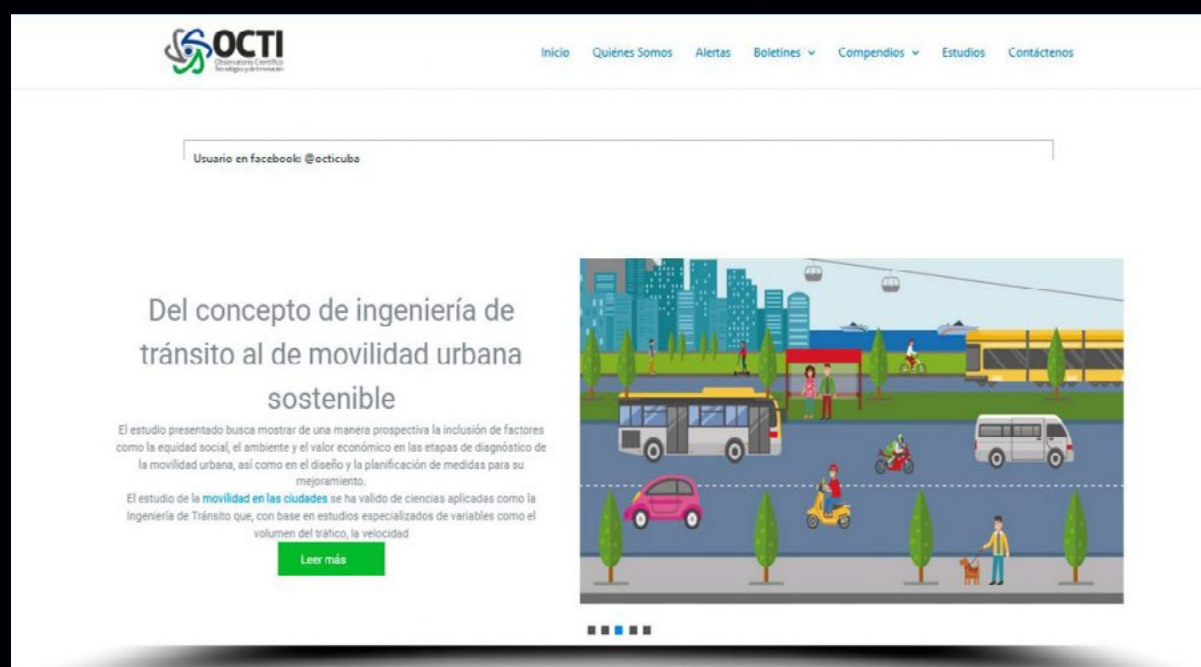 OCTI
Observatorio Científico
Tecnológico y de Innovación
Inicio Quiénes Somos Alertas Boletines Compendios Estudios Contáctenos
Usuario en facebook: @octicuba
Del concepto de ingeniería de
tránsito al de movilidad urbana
sostenible
El estudio presentado busca mostrar de una manera prospectiva la inclusión de factores
como la equidad social, el ambiente y el valor económico en las etapas de diagnóstico de
la movilidad urbana, así como en el diseño y la planificación de medidas para su
mejoramiento.
El estudio de la movilidad en las ciudades se ha valido de ciencias aplicadas como la
Ingeniería de Tránsito que, con base en estudios especializados de variables como el
volumen del tráfico, la velocidad
Leer más